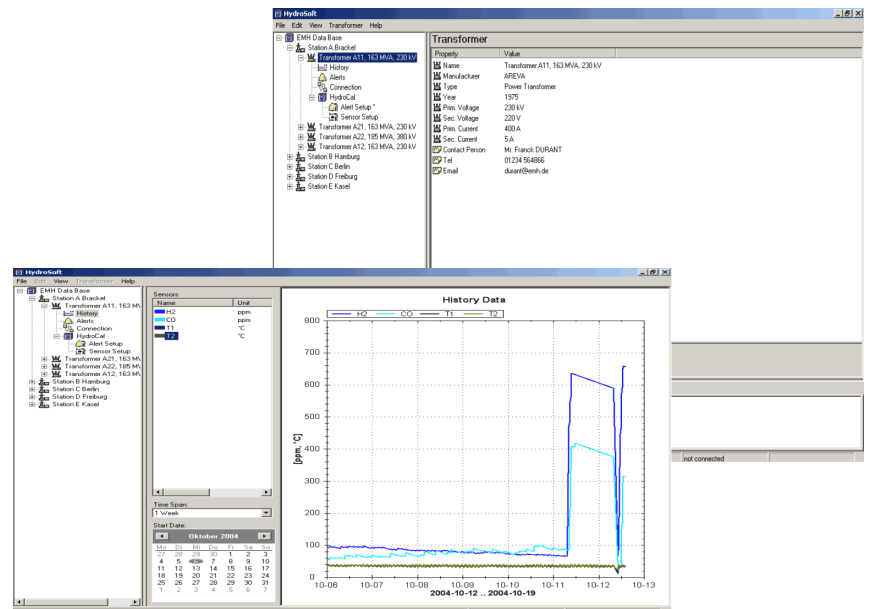 HydroSoft
File Edit View Transformer Help
EMH Data Base
Station A Brackel
Transformer A11, 163 MVA, 230 kV
History
Alerts
Connection
HydroCal
Alert Setup *
Sensor Setup
Transformer A21, 163 MVA, 230 kV
Transformer A22, 185 MVA, 380 kV
Transformer A12, 163 MVA, 230 kV
Station B Hamburg
Station C Berlin
Station D Freiburg
Station E Kasel
Transformer
Property Value
Name Transformer A11, 163 MVA, 230 kV
Manufacturer AREVA
Type Power Transformer
Year 1975
Prim. Voltage 230 kV
Sec. Voltage 220 V
Prim. Current 400 A
Sec. Current 5 A
Contact Person Mr. Franck DURANT
Tel 01234 564866
Email durant@emh.de
not connected
HydroSoft
File Edit View Transformer Help
EMH Data Base
Station A Brackel
Transformer A11, 163 M
History
Alerts
Connection
HydroCal
Alert Setup
Sensor Setup
Transformer A21, 163 M
Transformer A22, 185 M
Transformer A12, 163 M
Station B Hamburg
Station C Berlin
Station D Freiburg
Station E Kasel
Sensors:
Name Unit
H2 ppm
CO ppm
T1 °C
T2 °C
Time Span:
1 Week
Start Date:
Oktober 2004
Mo Di Mi Do Fr Sa So
27 28 29 30 1 2 3
4 5 6 7 8 9 10
11 12 13 14 15 16 17
18 19 20 21 22 23 24
25 26 27 28 29 30 31
1 2 3 4 5 6 7
History Data
H2 CO T1 T2
[ppm, °C]
800
700
600
500
400
300
200
100
0
10-06 10-07 10-08 10-09 10-10 10-11 10-12 10-13
2004-10-12 .. 2004-10-19